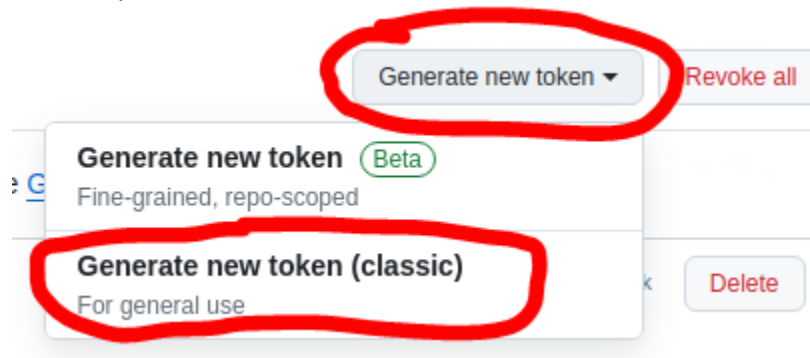 Generate new token
Revoke all
Generate new token Beta
Fine-grained, repo-scoped
Generate new token (classic)
For general use
Delete